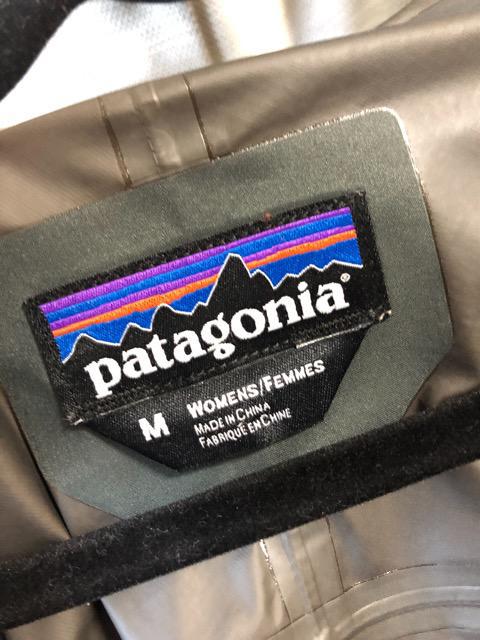 patagonia®
M WOMENS/FEMMES
MADE IN CHINA
FABRIQUÉ EN CHINE